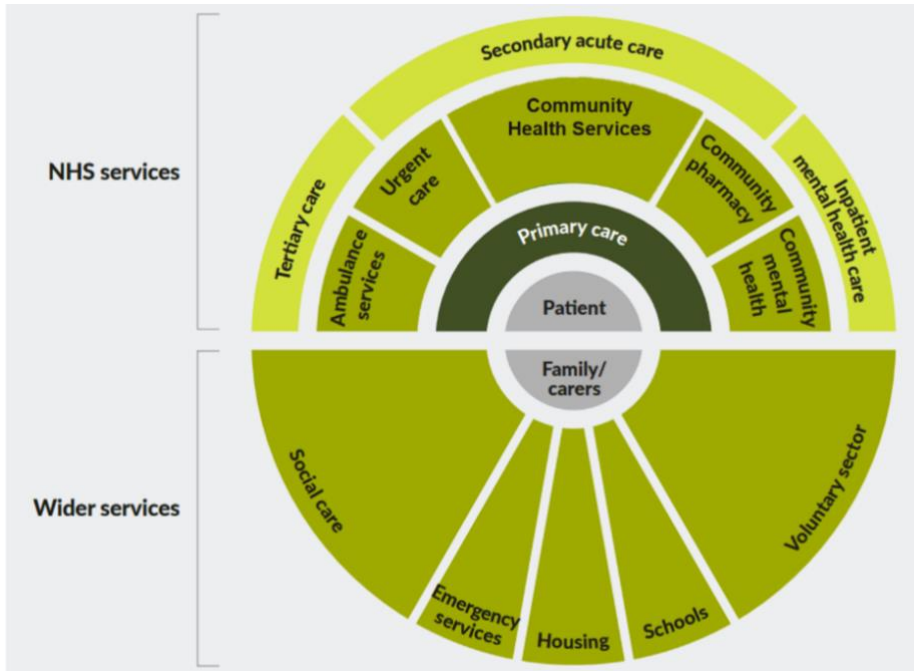 Secondary acute care
Community
Health Services
Urgent
care
Community
pharmacy
NHS services
Tertiary care
Inpatient
mental health care
Primary care
Ambulance
services
Community
mental
health
Patient
Family/
carers
Social care
Voluntary sector
Wider services
Emergency
services
Housing
Schools